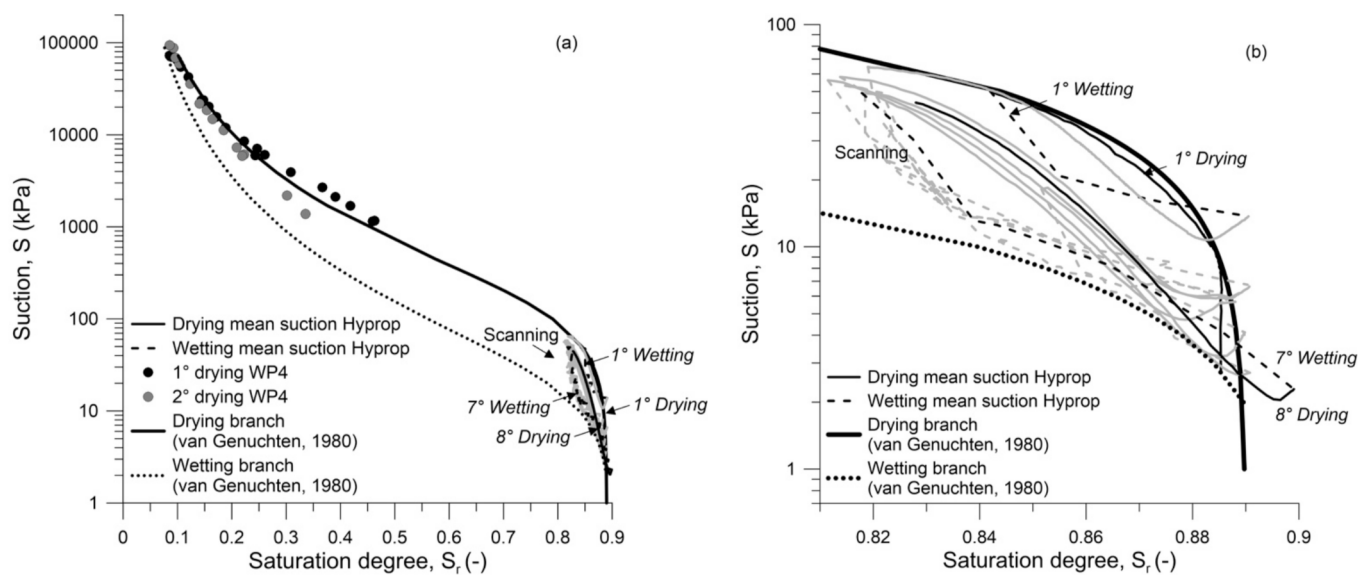 (a)
Suction, S (kPa)
100000
10000
1000
100
10
1
Scanning
1° Wetting
7° Wetting
1° Drying
8° Drying
Drying mean suction Hyprop
Wetting mean suction Hyprop
1° drying WP4
2° drying WP4
Drying branch
(van Genuchten, 1980)
Wetting branch
(van Genuchten, 1980)
0 0.1 0.2 0.3 0.4 0.5 0.6 0.7 0.8 0.9
Saturation degree, Sr (-)
(b)
Suction, S (kPa)
100
10
1
1° Wetting
Scanning
1° Drying
7° Wetting
8° Drying
Drying mean suction Hyprop
Wetting mean suction Hyprop
Drying branch
(van Genuchten, 1980)
Wetting branch
(van Genuchten, 1980)
0.82 0.84 0.86 0.88 0.9
Saturation degree, Sr (-)